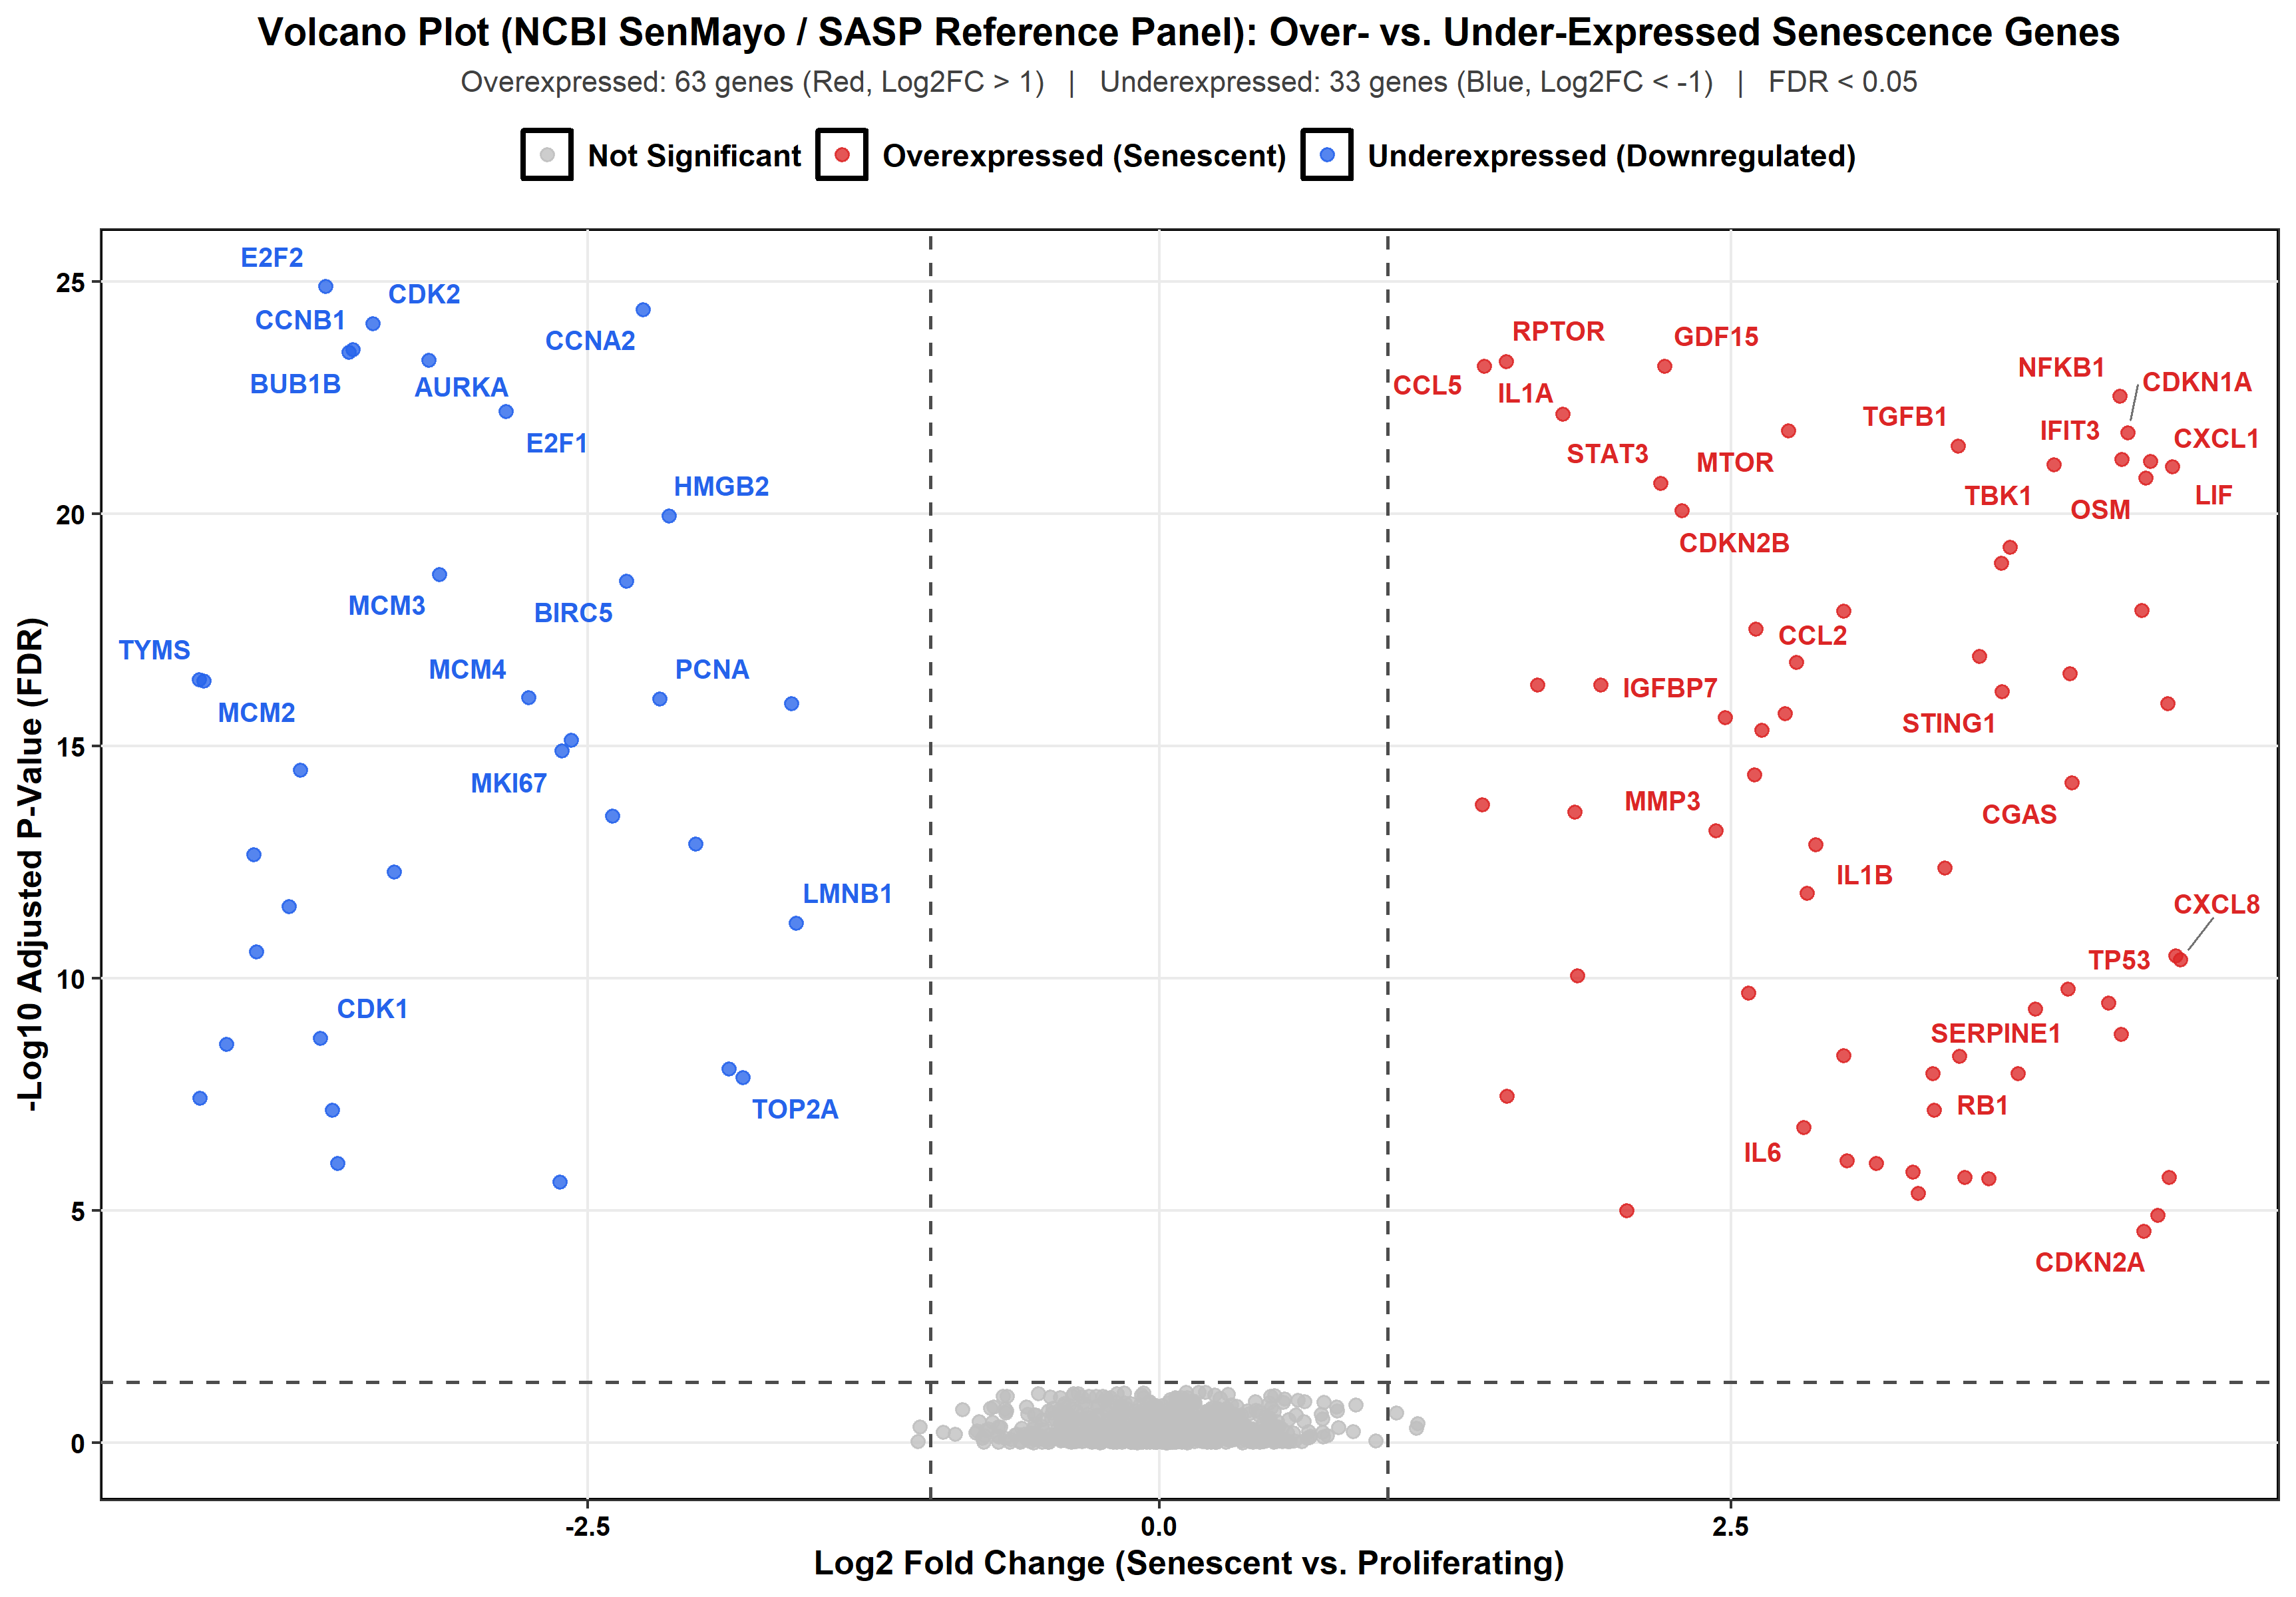 Volcano Plot (NCBI SenMayo / SASP Reference Panel): Over- vs. Under-Expressed Senescence Genes
Overexpressed: 63 genes (Red, Log2FC > 1) | Underexpressed: 33 genes (Blue, Log2FC < -1) | FDR < 0.05
Not Significant Overexpressed (Senescent) Underexpressed (Downregulated)
-Log10 Adjusted P-Value (FDR)
25
20
15
10
5
0
E2F2
CDK2
CCNB1
CCNA2
BUB1B
AURKA
E2F1
HMGB2
MCM3
BIRC5
TYMS
MCM4
PCNA
MCM2
MKI67
LMNB1
CDK1
TOP2A
RPTOR
GDF15
CCL5
IL1A
NFKB1
CDKN1A
TGFB1
IFIT3
CXCL1
STAT3
MTOR
TBK1
OSM
LIF
CDKN2B
CCL2
IGFBP7
STING1
MMP3
CGAS
IL1B
CXCL8
TP53
SERPINE1
RB1
IL6
CDKN2A
-2.5
0.0
2.5
Log2 Fold Change (Senescent vs. Proliferating)